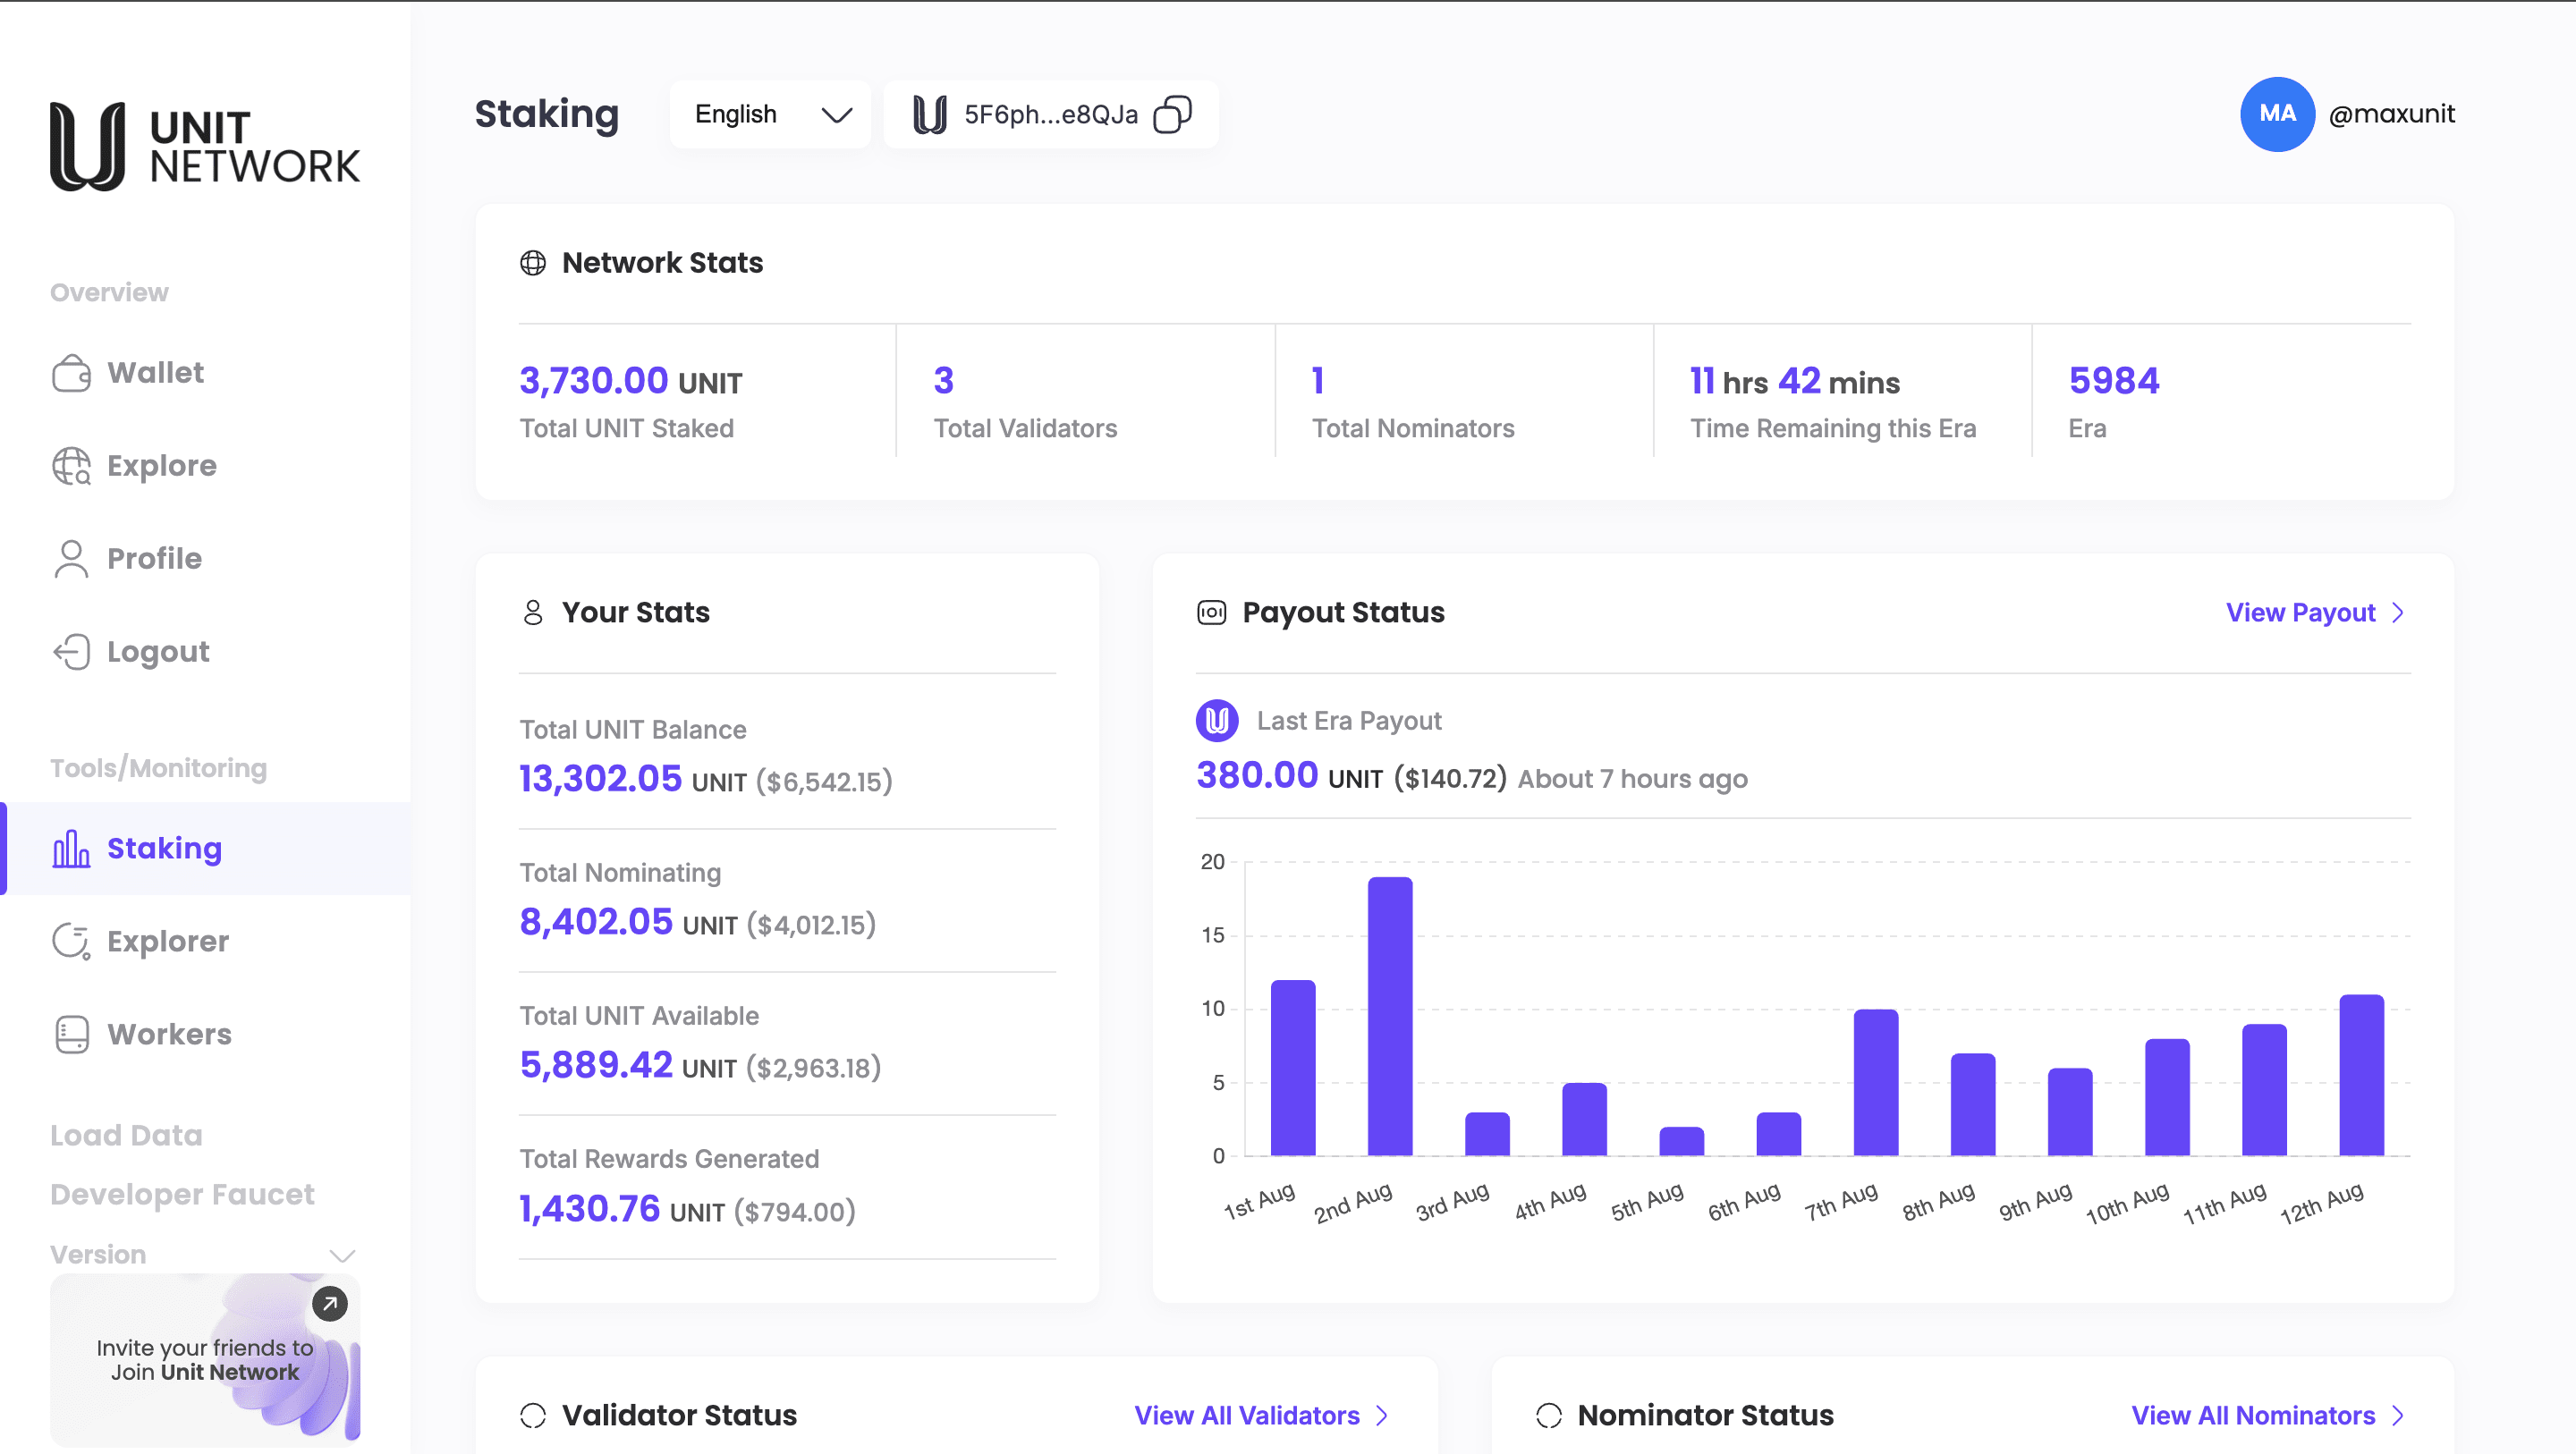 UNIT
NETWORK
Overview
Wallet
Explore
Profile
Logout
Tools/Monitoring
Staking
Explorer
Workers
Load Data
Developer Faucet
Version
Invite your friends to
Join Unit Network
Staking
English
5F6ph...e8QJa
MA
@maxunit
Network Stats
3,730.00 UNIT
Total UNIT Staked
3
Total Validators
1
Total Nominators
11 hrs 42 mins
Time Remaining this Era
5984
Era
Your Stats
Total UNIT Balance
13,302.05 UNIT ($6,542.15)
Total Nominating
8,402.05 UNIT ($4,012.15)
Total UNIT Available
5,889.42 UNIT ($2,963.18)
Total Rewards Generated
1,430.76 UNIT ($794.00)
Payout Status
View Payout
Last Era Payout
380.00 UNIT ($140.72) About 7 hours ago
20
15
10
5
0
1st Aug
2nd Aug
3rd Aug
4th Aug
5th Aug
6th Aug
7th Aug
8th Aug
9th Aug
10th Aug
11th Aug
12th Aug
Validator Status
View All Validators
Nominator Status
View All Nominators